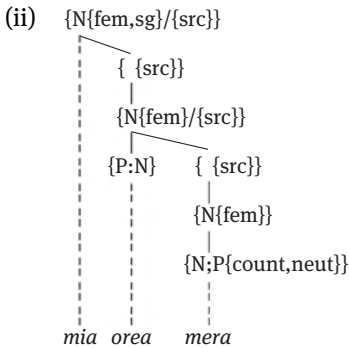 (ii) {N{fem,sg}/{src}}
{ {src}}
{N{fem}/{src}}
{P:N} { {src}}
{N{fem}}
{N;P{count,neut}}
mia orea mera